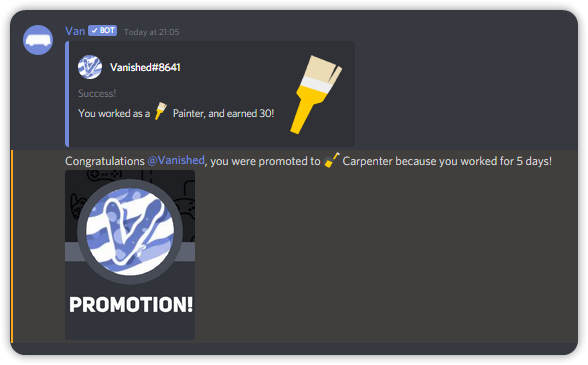 Van ✓ BOT Today at 21:05
Vanished#8641
Success!
You worked as a Painter, and earned 30!
Congratulations @Vanished, you were promoted to Carpenter because you worked for 5 days!
V
PROMOTION!